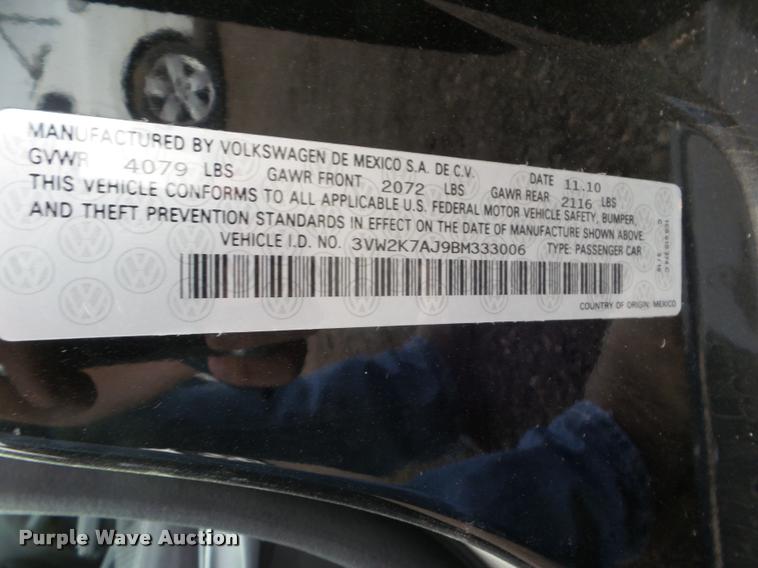 MANUFACTURED BY VOLKSWAGEN DE MEXICO S.A. DE C.V. DATE 11.10
GVWR 4079 LBS GAWR FRONT 2072 LBS GAWR REAR 2116 LBS
THIS VEHICLE CONFORMS TO ALL APPLICABLE U.S. FEDERAL MOTOR VEHICLE SAFETY, BUMPER,
AND THEFT PREVENTION STANDARDS IN EFFECT ON THE DATE OF MANUFACTURE SHOWN ABOVE.
VEHICLE I.D. NO. 3VW2K7AJ9BM333006 TYPE: PASSENGER CAR
COUNTRY OF ORIGIN: MEXICO
Purple Wave Auction